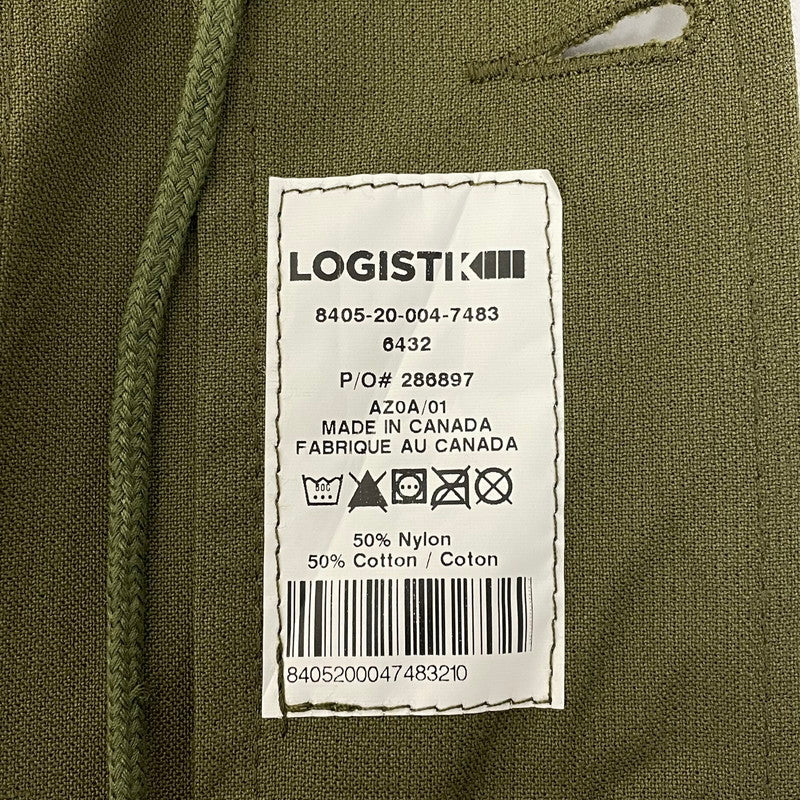 LOGISTIK
8405-20-004-7483
6432
P/O# 286897
AZ0A/01
MADE IN CANADA
FABRIQUE AU CANADA
50% Nylon
50% Cotton / Coton
8405200047483210